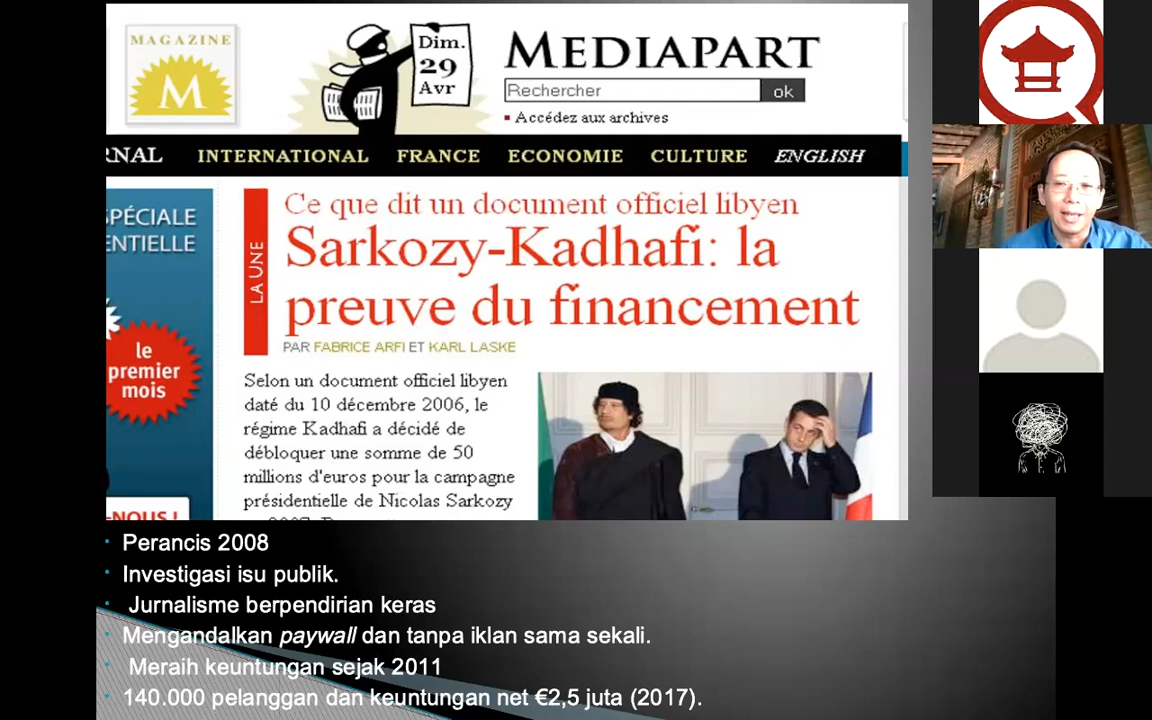 MAGAZINE
M
Dim.
29
Avr
MEDIAPART
Rechercher
ok
Accédez aux archives
RNAL INTERNATIONAL FRANCE ECONOMIE CULTURE ENGLISH
SPÉCIALE
ENTIELLE
le
premier
mois
-NOUS !
LA UNE
Ce que dit un document officiel libyen
Sarkozy-Kadhafi: la
preuve du financement
PAR FABRICE ARFI ET KARL LASKE
Selon un document officiel libyen
daté du 10 décembre 2006, le
régime Kadhafi a décidé de
débloquer une somme de 50
millions d'euros pour la campagne
présidentielle de Nicolas Sarkozy
Perancis 2008
Investigasi isu publik.
Jurnalisme berpendirian keras
Mengandalkan paywall dan tanpa iklan sama sekali.
Meraih keuntungan sejak 2011
140.000 pelanggan dan keuntungan net €2,5 juta (2017).